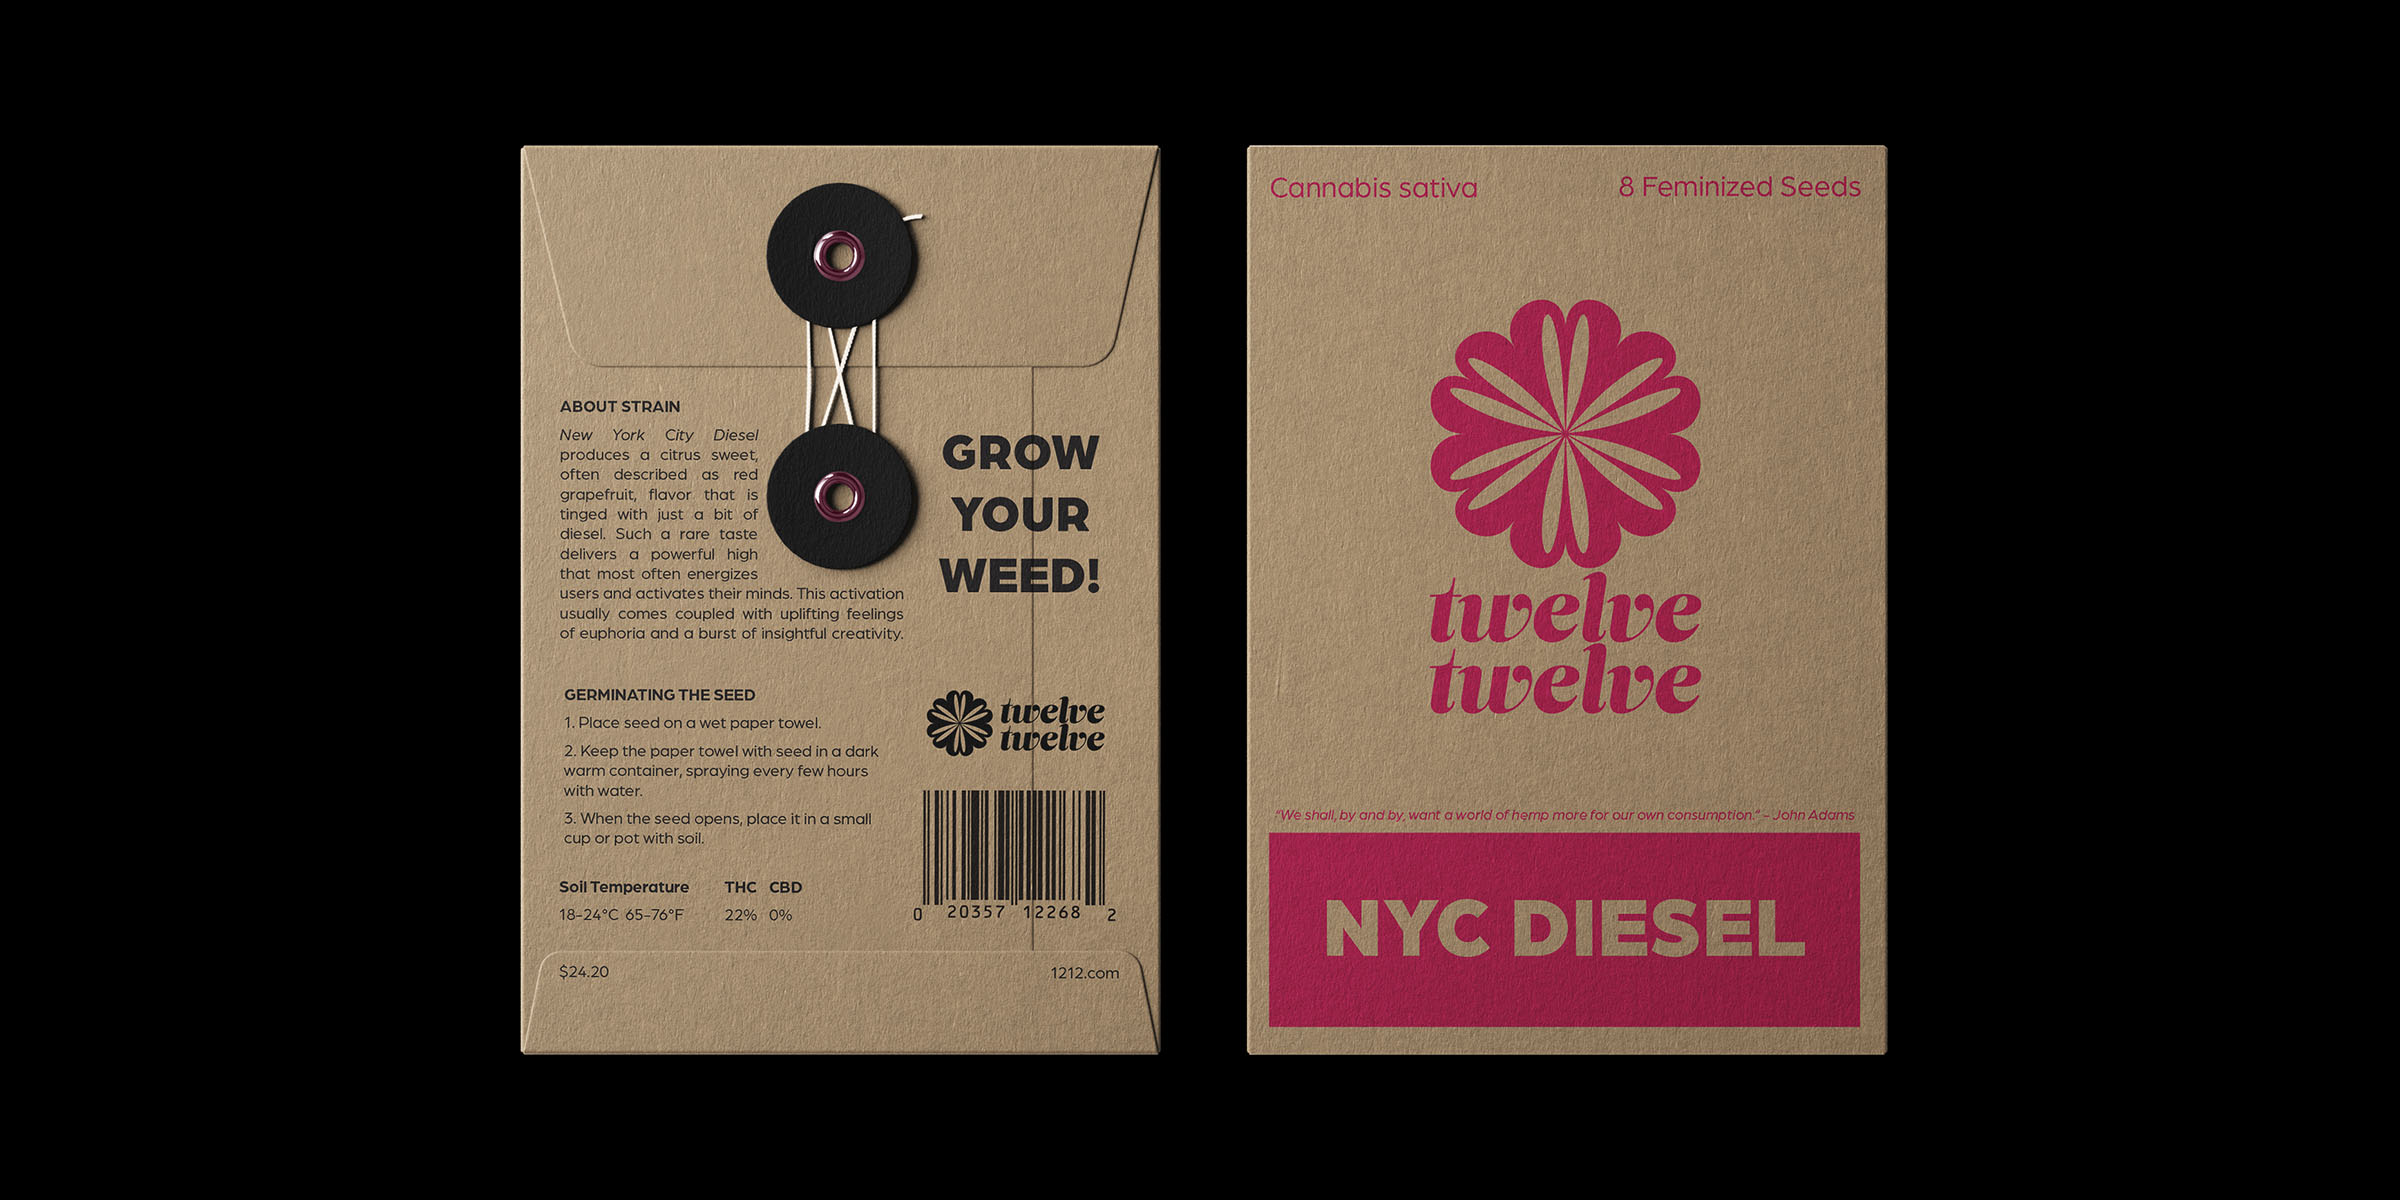 ABOUT STRAIN
New York City Diesel
produces a citrus sweet,
often described as red
grapefruit, flavor that is
tinged with just a bit of
diesel. Such a rare taste
delivers a powerful high
that most often energizes
users and activates their minds. This activation
usually comes coupled with uplifting feelings
of euphoria and a burst of insightful creativity.
GROW
YOUR
WEED!
GERMINATING THE SEED
1. Place seed on a wet paper towel.
2. Keep the paper towel with seed in a dark
warm container, spraying every few hours
with water.
3. When the seed opens, place it in a small
cup or pot with soil.
twelve
twelve
Soil Temperature THC CBD
18-24°C 65-76°F 22% 0%
0 20357 12268 2
$24.20
1212.com
Cannabis sativa
8 Feminized Seeds
twelve
twelve
"We shall, by and by, want a world of hemp more for our own consumption." - John Adams
NYC DIESEL